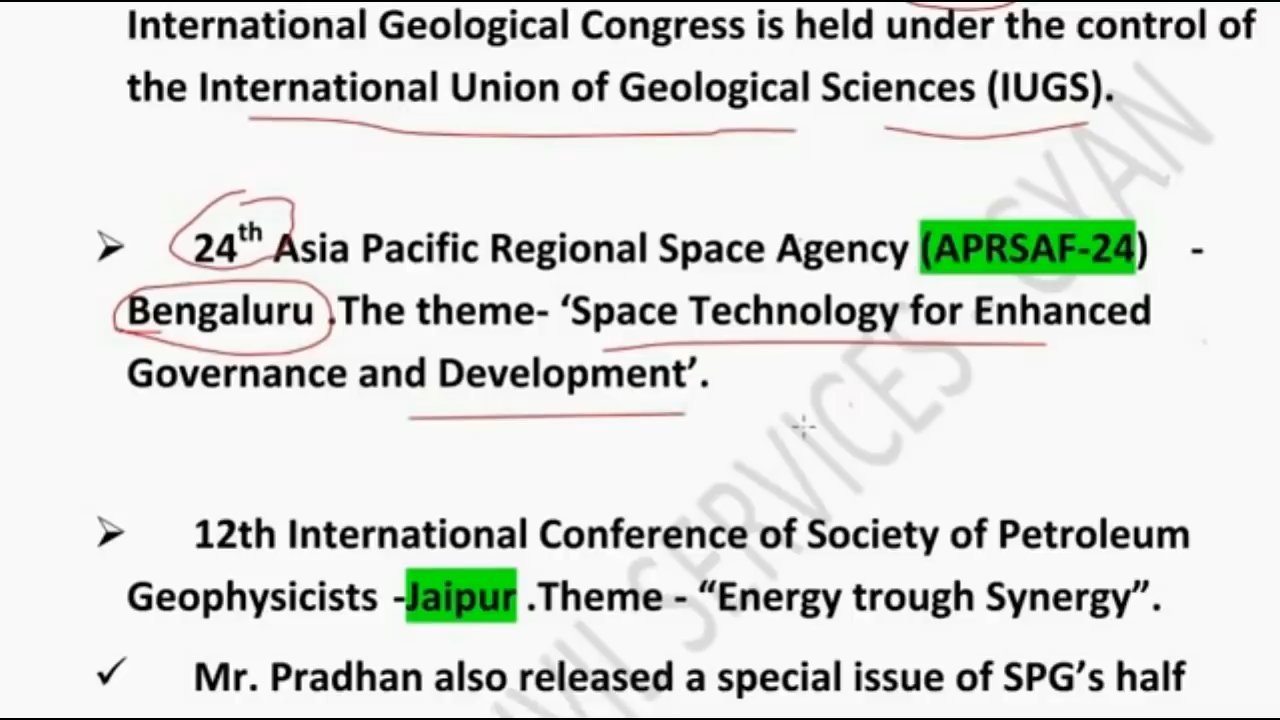 International Geological Congress is held under the control of
the International Union of Geological Sciences (IUGS).
➢ 24th Asia Pacific Regional Space Agency (APRSAF-24) -
Bengaluru .The theme- ‘Space Technology for Enhanced
Governance and Development’.
➢ 12th International Conference of Society of Petroleum
Geophysicists -Jaipur .Theme - “Energy trough Synergy”.
✓ Mr. Pradhan also released a special issue of SPG’s half
SERVICES GYAN